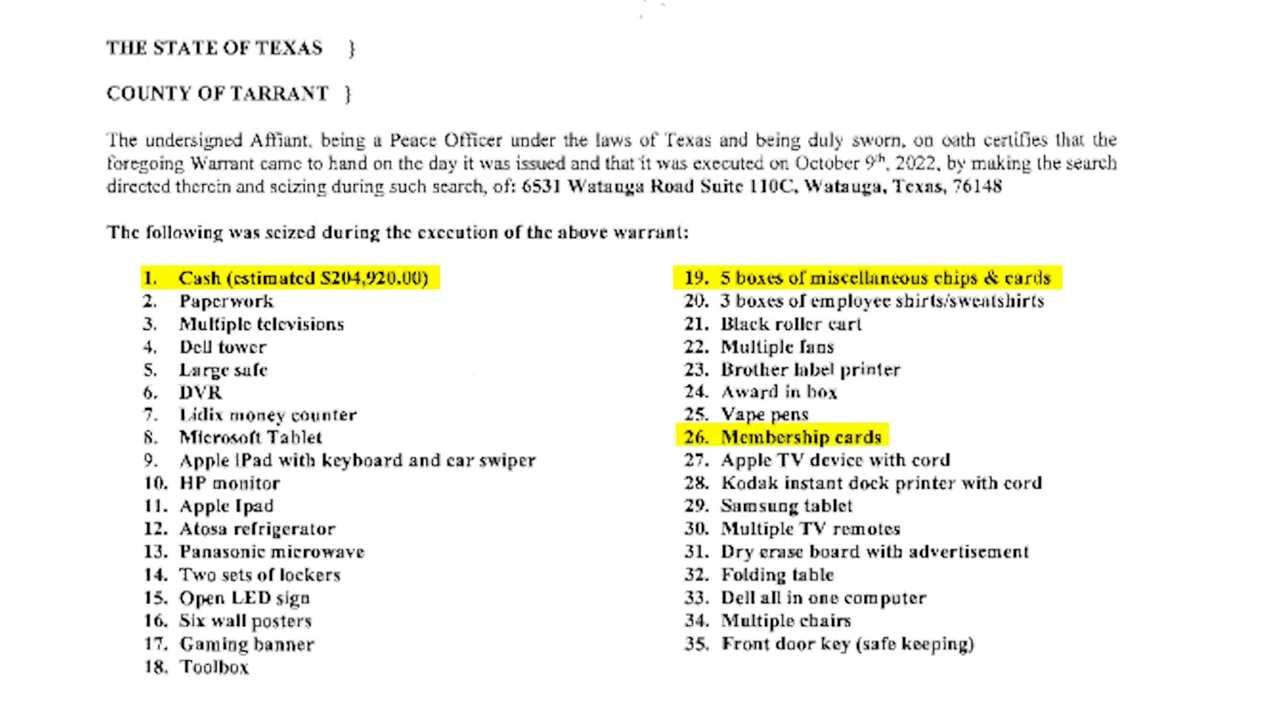 THE STATE OF TEXAS }
COUNTY OF TARRANT }
The undersigned Affiant, being a Peace Officer under the laws of Texas and being duly sworn, on oath certifies that the
foregoing Warrant came to hand on the day it was issued and that it was executed on October 9th, 2022, by making the search
directed therein and seizing during such search, of: 6531 Watauga Road Suite 110C, Watauga, Texas, 76148
The following was seized during the execution of the above warrant:
1. Cash (estimated $204,920.00)
2. Paperwork
3. Multiple televisions
4. Dell tower
5. Large safe
6. DVR
7. Lidix money counter
8. Microsoft Tablet
9. Apple iPad with keyboard and car swiper
10. HP monitor
11. Apple Ipad
12. Atosa refrigerator
13. Panasonic microwave
14. Two sets of lockers
15. Open LED sign
16. Six wall posters
17. Gaming banner
18. Toolbox
19. 5 boxes of miscellaneous chips & cards
20. 3 boxes of employee shirts/sweatshirts
21. Black roller cart
22. Multiple fans
23. Brother label printer
24. Award in box
25. Vape pens
26. Membership cards
27. Apple TV device with cord
28. Kodak instant dock printer with cord
29. Samsung tablet
30. Multiple TV remotes
31. Dry erase board with advertisement
32. Folding table
33. Dell all in one computer
34. Multiple chairs
35. Front door key (safe keeping)